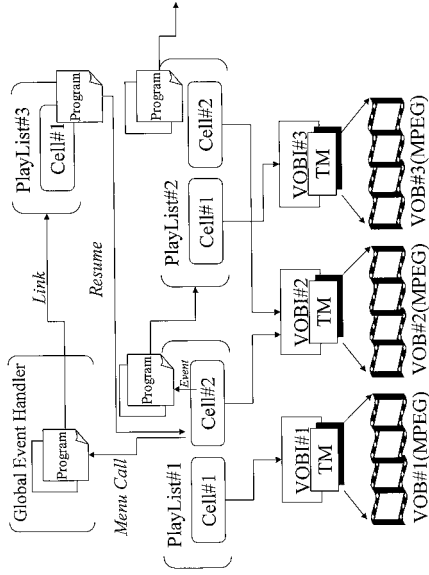 Global Event Handler
Program
Link
PlayList#3
Cell#1
Program
Menu Call
Resume
PlayList#1
Cell#1
Cell#2
Program
Event
PlayList#2
Cell#1
Cell#2
Program
VOBI#1
TM
VOBI#2
TM
VOBI#3
TM
VOB#1(MPEG)
VOB#2(MPEG)
VOB#3(MPEG)